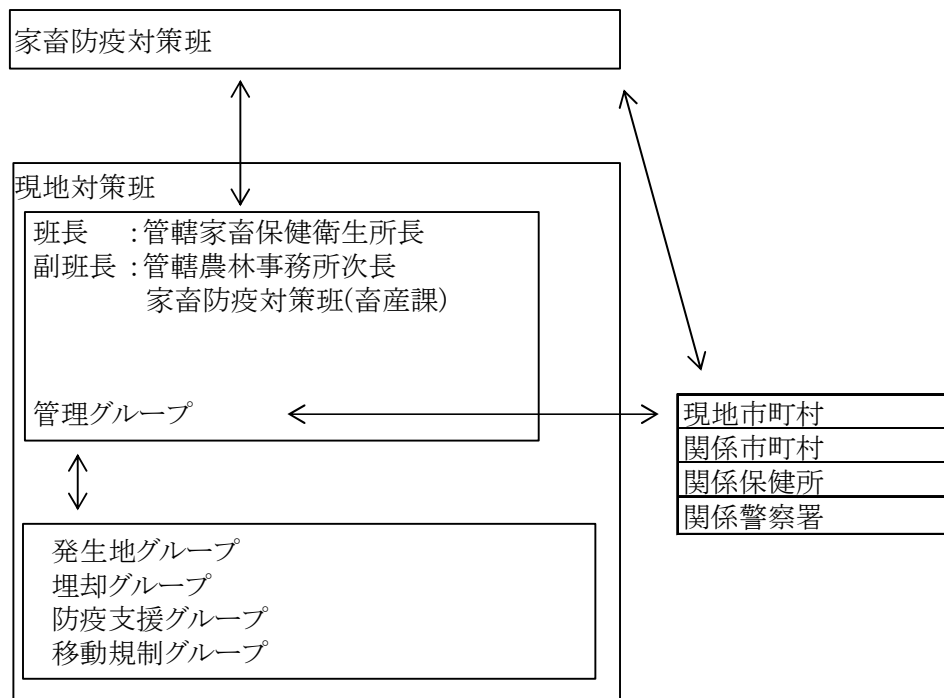 家畜防疫対策班
現地対策班
班長　:管轄家畜保健衛生所長
副班長:管轄農林事務所次長
家畜防疫対策班(畜産課)
管理グループ
現地市町村
関係市町村
関係保健所
関係警察署
発生地グループ
埋却グループ
防疫支援グループ
移動規制グループ